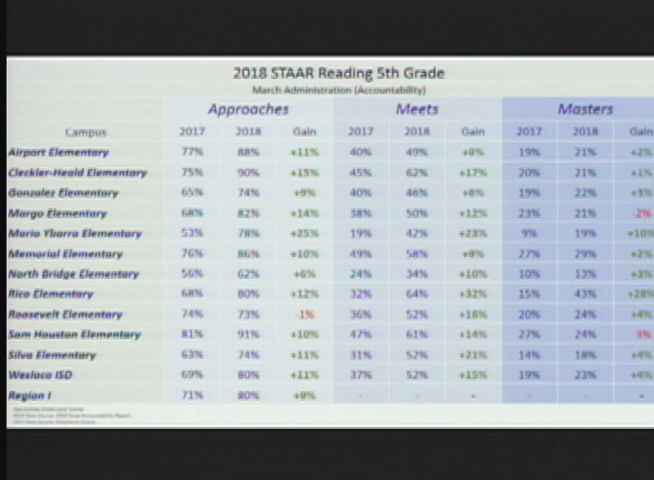 2018 STAAR Reading 5th Grade
March Administration (Accountability)
Approaches Meets Masters
Campus 2017 2018 Gain 2017 2018 Gain 2017 2018 Gain
Airport Elementary 77% 88% +11% 40% 49% +9% 19% 21% +2%
Cleckler-Heald Elementary 75% 90% +15% 45% 62% +17% 20% 21% +1%
Gonzalez Elementary 65% 74% +9% 40% 46% +6% 19% 22% +3%
Margo Elementary 68% 82% +14% 38% 50% +12% 23% 21% -2%
Mario Ybarra Elementary 53% 78% +25% 19% 42% +23% 9% 19% +10%
Memorial Elementary 76% 86% +10% 49% 58% +9% 27% 29% +2%
North Bridge Elementary 56% 62% +6% 24% 34% +10% 10% 13% +3%
Rico Elementary 68% 80% +12% 32% 64% +32% 15% 43% +28%
Roosevelt Elementary 74% 73% -1% 36% 52% +16% 20% 24% +4%
Sam Houston Elementary 81% 91% +10% 47% 61% +14% 27% 24% 3%
Silva Elementary 63% 74% +11% 31% 52% +21% 14% 18% +4%
Weslaco ISD 69% 80% +11% 37% 52% +15% 19% 23% +4%
Region I 71% 80% +9% - - - - - -